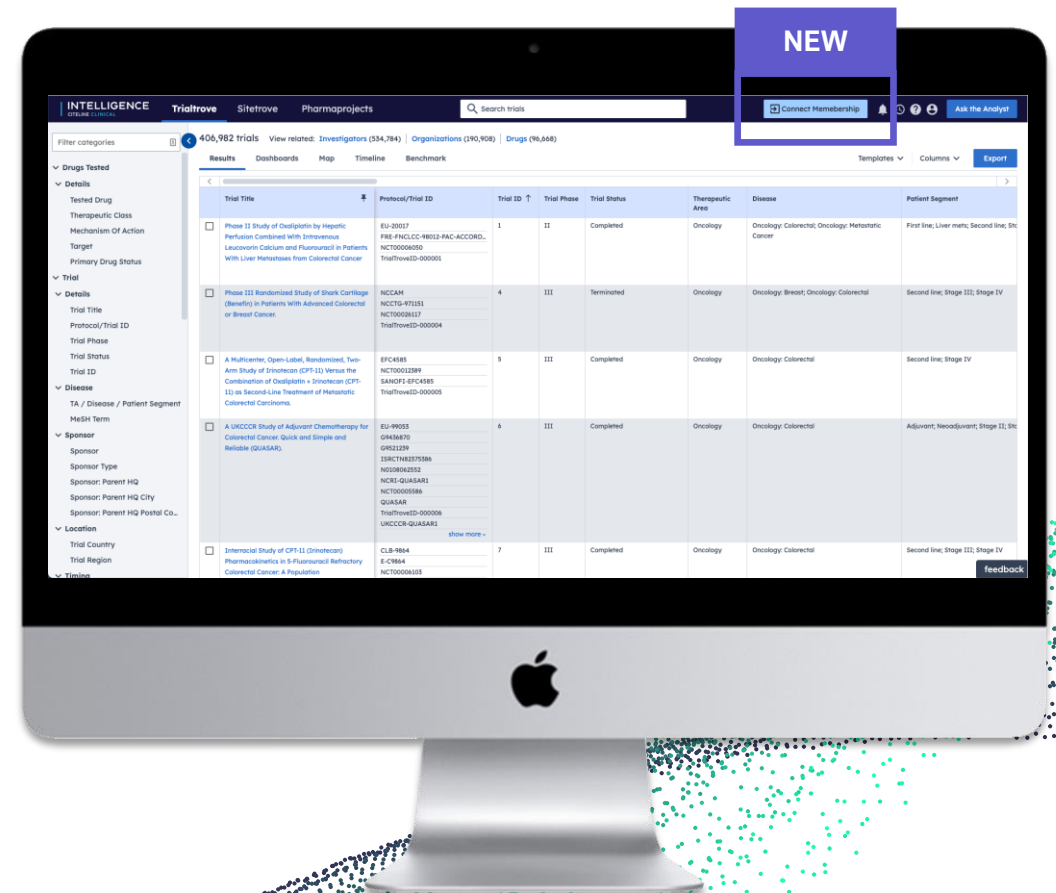 NEW
INTELLIGENCE
CITELINE CLINICAL
Trialtrove Sitetrove Pharmaprojects
Search trials
Connect Memebership
Ask the Analyst
Filter categories
Drugs Tested
Details
Tested Drug
Therapeutic Class
Mechanism Of Action
Target
Primary Drug Status
Trial
Details
Trial Title
Protocol/Trial ID
Trial Phase
Trial Status
Trial ID
Disease
TA / Disease / Patient Segment
MeSH Term
Sponsor
Sponsor
Sponsor Type
Sponsor: Parent HQ
Sponsor: Parent HQ City
Sponsor: Parent HQ Postal Co...
Location
Trial Country
Trial Region
Timing
406,982 trials View related: Investigators (534,784) Organizations (190,908) Drugs (96,668)
Results Dashboards Map Timeline Benchmark
Templates Columns Export
Trial Title Protocol/Trial ID Trial ID ↑ Trial Phase Trial Status Therapeutic Area Disease Patient Segment
Phase II Study of Oxaliplatin by Hepatic
Perfusion Combined With Intravenous
Leucovorin Calcium and Fluorouracil in Patients
With Liver Metastases from Colorectal Cancer
EU-20017
FRE-FNCLCC-98012-PAC-ACCORD...
NCT00006050
TrialTroveID-000001
1 II Completed Oncology
Oncology: Colorectal; Oncology: Metastatic
Cancer
First line; Liver mets; Second line; Stc
Phase III Randomized Study of Shark Cartilage
(Benefin) in Patients With Advanced Colorectal
or Breast Cancer.
NCCAM
NCCTG-971151
NCT00026117
TrialTroveID-000004
4 III Terminated Oncology Oncology: Breast; Oncology: Colorectal Second line; Stage III; Stage IV
A Multicenter, Open-Label, Randomized, Two-
Arm Study of Irinotecan (CPT-11) Versus the
Combination of Oxaliplatin + Irinotecan (CPT-
11) as Second-Line Treatment of Metastatic
Colorectal Carcinoma.
EFC4585
NCT00012389
SANOFI-EFC4585
TrialTroveID-000005
5 III Completed Oncology Oncology: Colorectal Second line; Stage IV
A UKCCCR Study of Adjuvant Chemotherapy for
Colorectal Cancer. Quick and Simple and
Reliable (QUASAR).
EU-99053
G9436870
G9521239
ISRCTN82375386
N0108062552
NCRI-QUASAR1
NCT00005586
QUASAR
TrialTroveID-000006
UKCCCR-QUASAR1
show more
6 III Completed Oncology Oncology: Colorectal Adjuvant; Neoadjuvant; Stage II; Stc
Interracial Study of CPT-11 (Irinotecan)
Pharmacokinetics in 5-Fluorouracil Refractory
Colorectal Cancer: A Population
CLB-9864
E-C9864
NCT00006103
7 III Completed Oncology Oncology: Colorectal Second line; Stage III; Stage IV
feedback